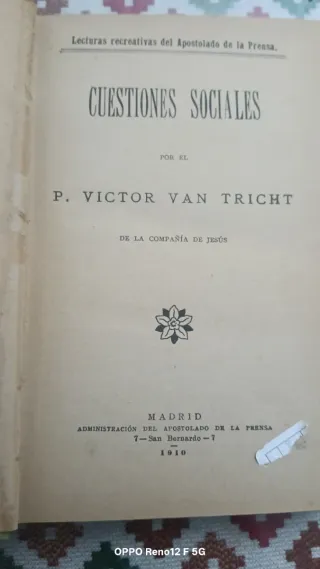 Lecturas recreativas del Apostolado de la Prensa.
CUESTIONES SOCIALES
POR EL
P. VICTOR VAN TRICHT
DE LA COMPAÑÍA DE JESÚS
MADRID
ADMINISTRACIÓN DEL APOSTOLADO DE LA PRENSA
7—San Bernardo—7
1910
OPPO Reno12 F 5G